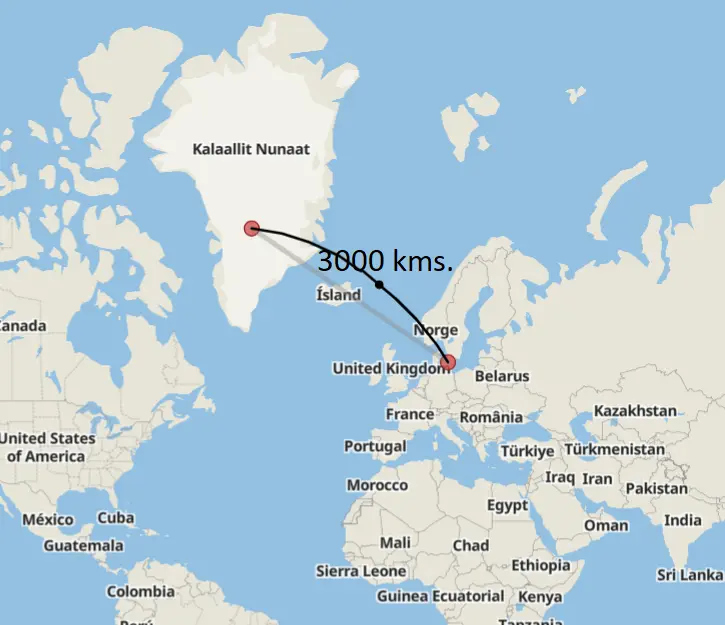 Kalaallit Nunaat
3000 kms.
Ísland
Canada
Norge
United Kingdom
Belarus
France
România
Kazakhstan
United States
of America
Portugal
Türkiye
Türkmenistan
Morocco
Iraq
Iran
Pakistan
Egypt
México
Cuba
Oman
India
Guatemala
Mali
Chad
Sierra Leone
Ethiopia
Sri Lanka
Colombia
Guinea Ecuatorial
Kenya
Perú
Tanzania